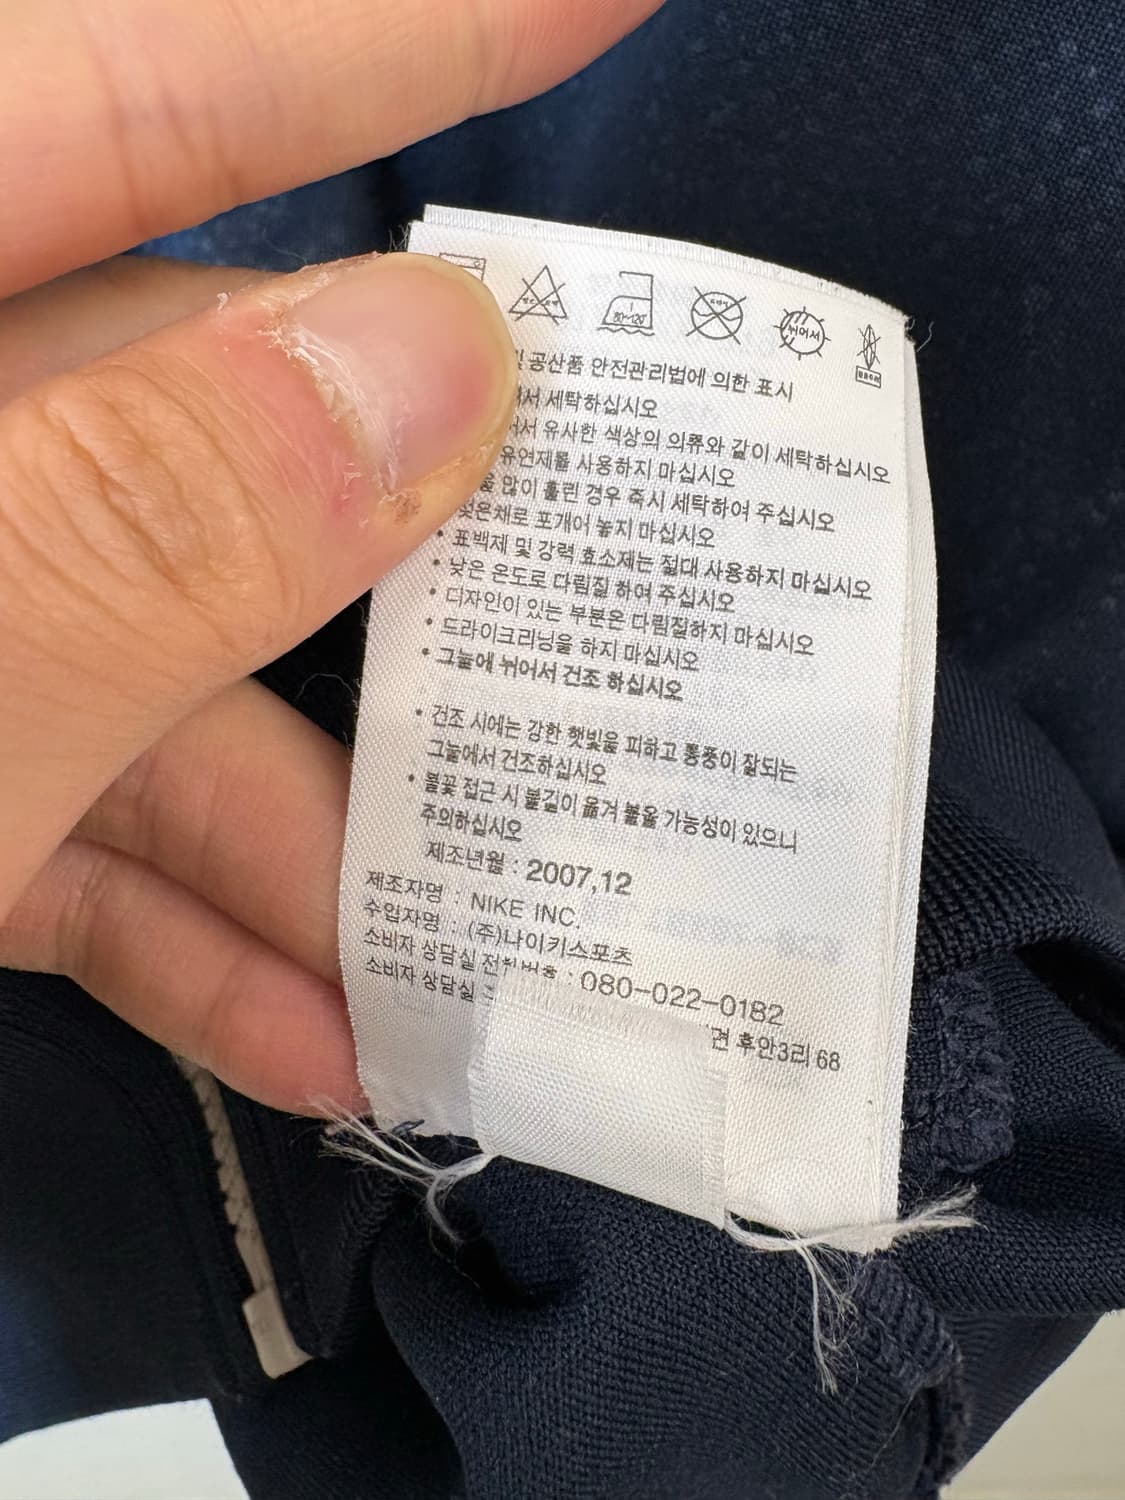 80~120°
뉘어서
및 공산품 안전관리법에 의한 표시
세탁하십시오
유사한 색상의 의류와 같이 세탁하십시오
유연제를 사용하지 마십시오
많이 흘린 경우 즉시 세탁하여 주십시오
젖은채로 포개어 놓지 마십시오
• 표백제 및 강력 효소제는 절대 사용하지 마십시오
• 낮은 온도로 다림질 하여 주십시오
• 디자인이 있는 부분은 다림질하지 마십시오
• 드라이크리닝을 하지 마십시오
• 그늘에 뉘어서 건조 하십시오
• 건조 시에는 강한 햇빛을 피하고 통풍이 잘되는
그늘에서 건조하십시오
• 불꽃 접근 시 불길이 옮겨 붙을 가능성이 있으니
주의하십시오
제조년월 : 2007,12
제조자명 : NIKE INC.
수입자명 : (주)나이키스포츠
소비자 상담실 전화번호 : 080-022-0182
소비자 상담실 후안3리 68